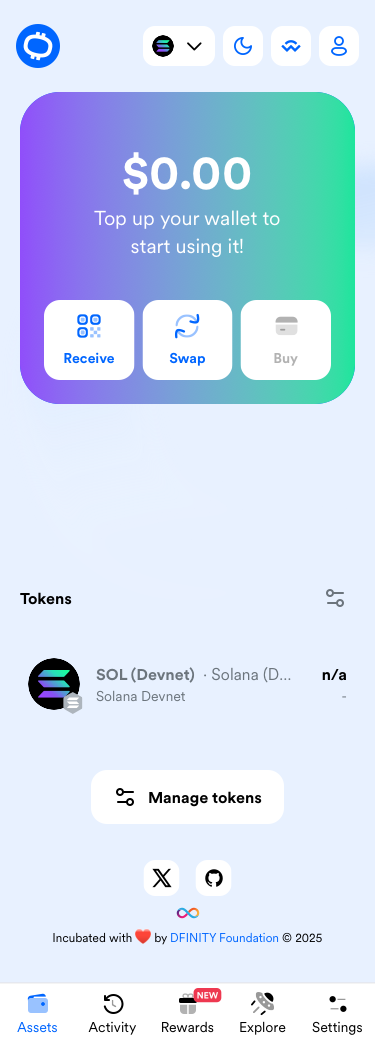 $0.00
Top up your wallet to
start using it!
Receive
Swap
Buy
Tokens
SOL (Devnet) · Solana (D...
n/a
Solana Devnet
-
Manage tokens
Incubated with ❤️ by DFINITY Foundation © 2025
NEW
Assets
Activity
Rewards
Explore
Settings